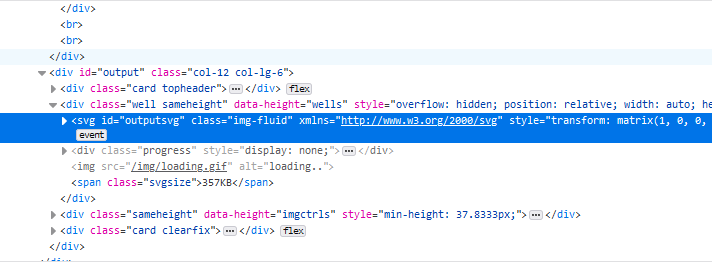 </div>
<br>
<br>
</div>
<div id="output" class="col-12 col-lg-6">
<div class="card topheader"> ••• </div> flex
<div class="well sameheight" data-height="wells" style="overflow: hidden; position: relative; width: auto; he
<svg id="outputsvg" class="img-fluid" xmlns="http://www.w3.org/2000/svg" style="transform: matrix(1, 0, 0,
event
<div class="progress" style="display: none;"> ••• </div>
<img src="/img/loading.gif" alt="loading..">
<span class="svgsize">357KB</span>
</div>
<div class="sameheight" data-height="imgctrls" style="min-height: 37.8333px;"> ••• </div>
<div class="card clearfix"> ••• </div> flex
</div>
</div>